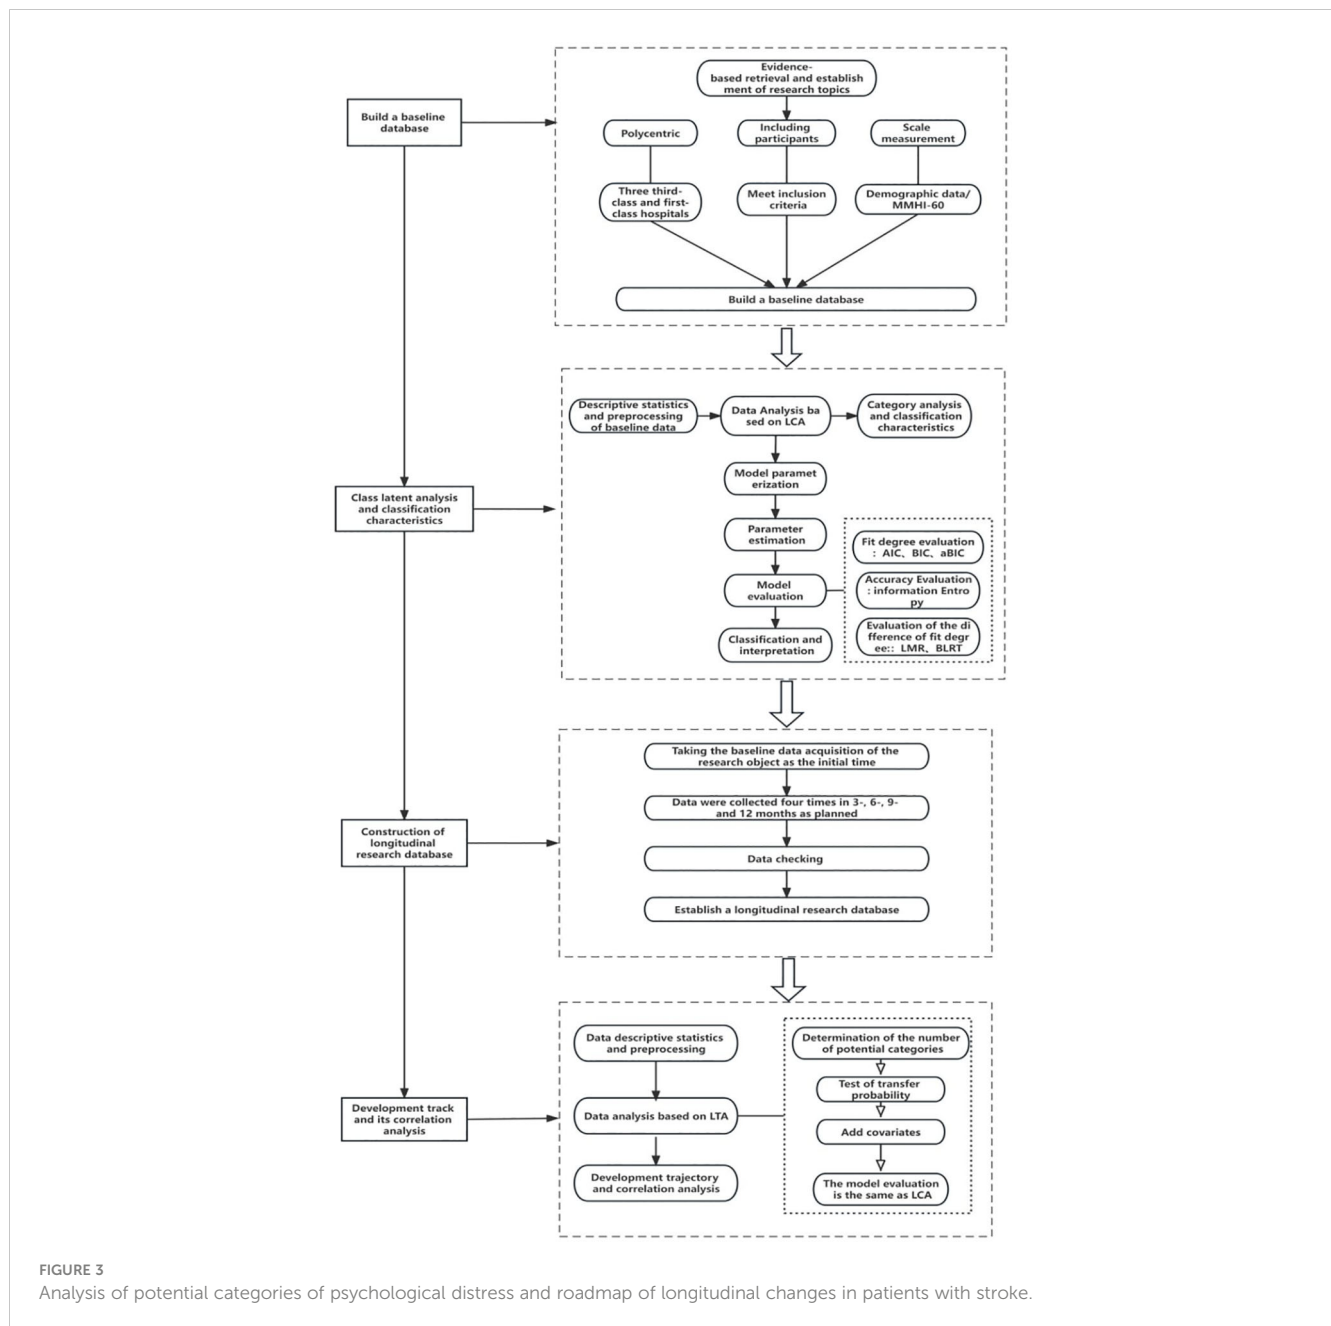 Evidence-
based retrieval and establish
ment of research topics
Build a baseline
database
Polycentric
Including
participants
Scale
measurement
Three third-
class and first-
class hospitals
Meet inclusion
criteria
Demographic data/
MMHI-60
Build a baseline database
Descriptive statistics
and preprocessing
of baseline data
Data Analysis ba
sed on LCA
Category analysis
and classification
characteristics
Model paramet
erization
Class latent analysis
and classification
characteristics
Parameter
estimation
Fit degree evaluation
: AIC、BIC、aBIC
Model
evaluation
Accuracy Evaluation
: information Entro
py
Classification and
interpretation
Evaluation of the di
fference of fit degr
ee:: LMR、BLRT
Taking the baseline data acquisition of the
research object as the initial time
Data were collected four times in 3-, 6-, 9-
and 12 months as planned
Construction of
longitudinal
research database
Data checking
Establish a longitudinal research database
Data descriptive statistics
and preprocessing
Determination of the number
of potential categories
Test of transfer
probability
Development track
and its correlation
analysis
Data analysis based on LTA
Add covariates
Development trajectory
and correlation analysis
The model evaluation
is the same as LCA
FIGURE 3
Analysis of potential categories of psychological distress and roadmap of longitudinal changes in patients with stroke.